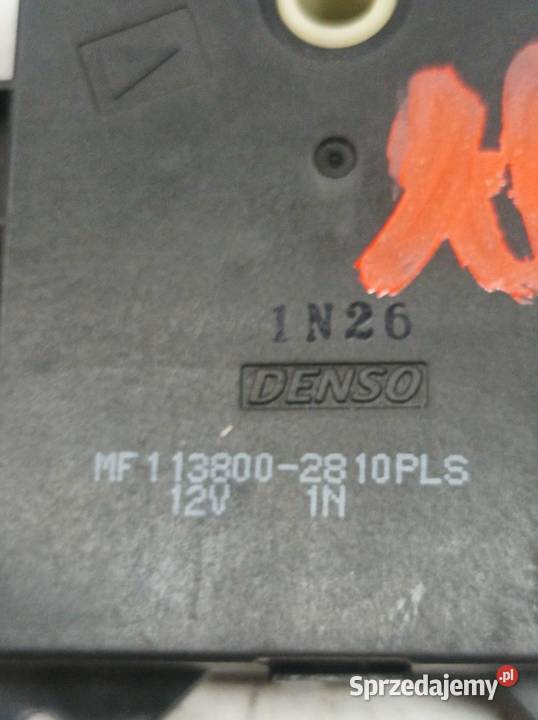 1N26
DENSO
MF113800-2810PLS
12V 1N
Sprzedajemy.pl